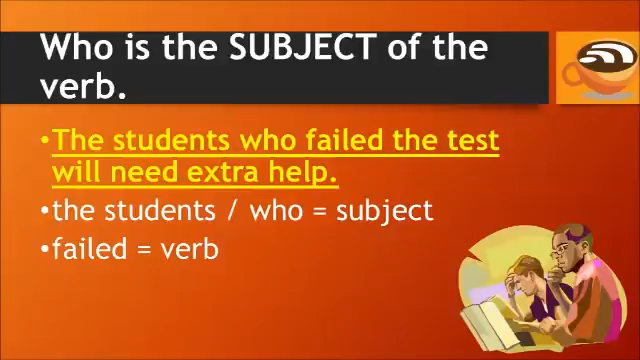 Who is the SUBJECT of the
verb.
•The students who failed the test
will need extra help.
•the students / who = subject
•failed = verb